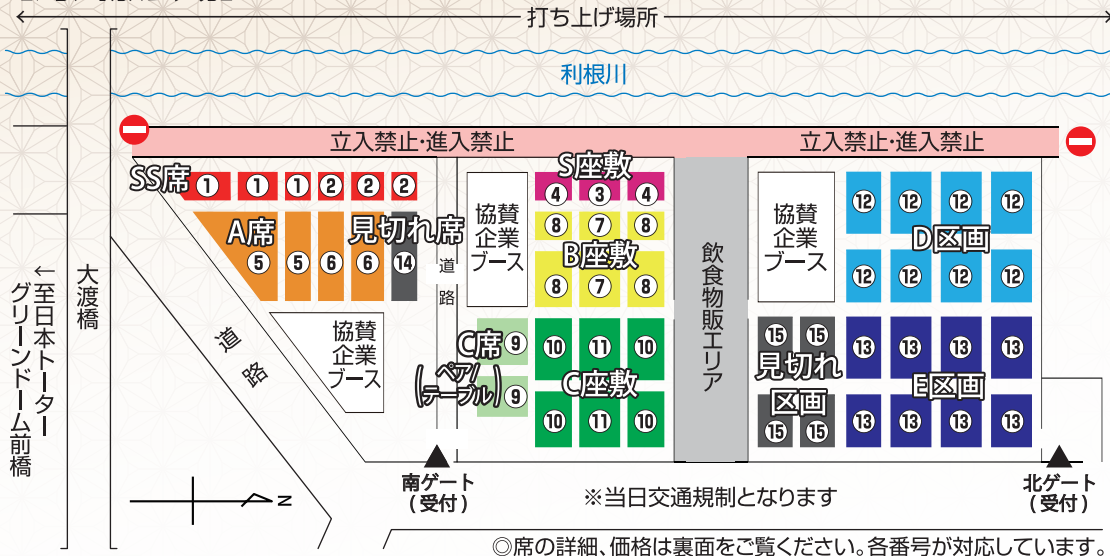 打ち上げ場所
利根川
立入禁止・進入禁止
立入禁止・進入禁止
SS席 1 1 1 2 2 2
A席 5 5 6 6
見切れ席 14
道路
協賛
企業
ブース
S座敷
4 3 4
8 7 8
B座敷
8 7 8
C席 9
(ペア/
テーブル)
9
10 11 10
C座敷
10 11 10
飲食物販エリア
協賛
企業
ブース
12 12 12 12
D区画
12 12 12 12
15 15
見切れ
区画
15 15
13 13 13 13
E区画
13 13 13 13
協賛
企業
ブース
道路
大渡橋
←至日本トーター
グリーンドーム前橋
N
南ゲート
(受付)
※当日交通規制となります
北ゲート
(受付)
◎席の詳細、価格は裏面をご覧ください。各番号が対応しています。